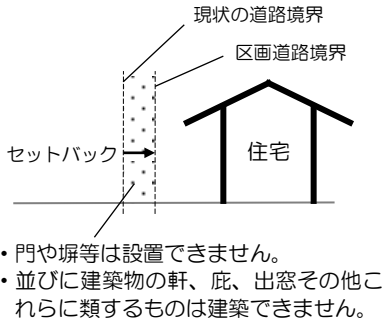 現状の道路境界
区画道路境界
セットバック
住宅
・門や塀等は設置できません。
・並びに建築物の軒、庇、出窓その他こ
れらに類するものは建築できません。